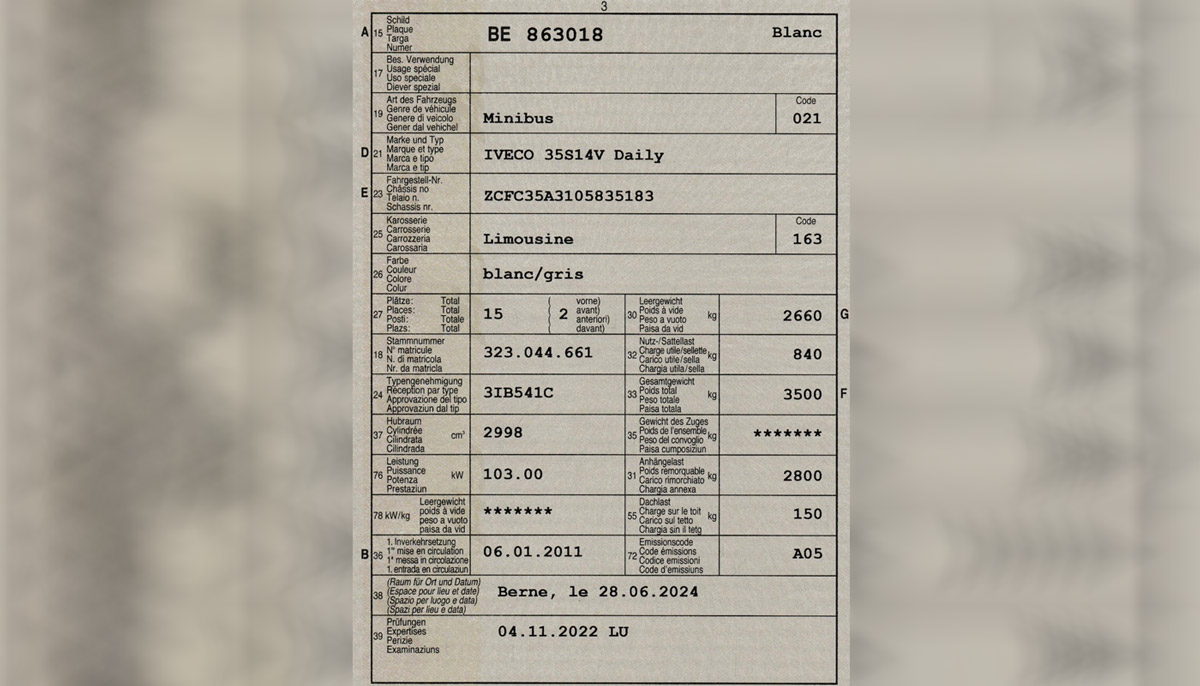 3
A 15 Schild
Plaque
Targa
Numer
BE 863018 Blanc
17 Bes. Verwendung
Usage spécial
Uso speciale
Diever spezial
19 Art des Fahrzeugs
Genre de véhicule
Genere di veicolo
Gener dal vehichel
Minibus
Code
021
D 21 Marke und Typ
Marque et type
Marca e tipo
Marca e tip
IVECO 35S14V Daily
E 23 Fahrgestell-Nr.
Châssis no
Telaio n.
Schassis nr.
ZCFC35A3105835183
25 Karosserie
Carrosserie
Carrozzeria
Carossaria
Limousine
Code
163
26 Farbe
Couleur
Colore
Colur
blanc/gris
27 Plätze: Total
Places: Total
Posti: Totale
Plazs: Total
15 ( 2 vorne)
avant)
anteriori)
davant)
30 Leergewicht
Poids à vide
Peso a vuoto
Paisa da vid
kg 2660 G
18 Stammnummer
N° matricule
N. di matricola
Nr. da matricla
323.044.661
32 Nutz-/Sattellast
Charge utile/sellette
Carico utile/sella
Chargia utila/sella
kg 840
24 Typengenehmigung
Réception par type
Approvazione del tipo
Approvaziun dal tip
3IB541C
33 Gesamtgewicht
Poids total
Peso totale
Paisa totala
kg 3500 F
37 Hubraum
Cylindrée
Cilindrata
Cilindrada
cm³ 2998
35 Gewicht des Zuges
Poids de l'ensemble
Peso del convoglio
Paisa cumposiziun
kg *******
76 Leistung
Puissance
Potenza
Prestaziun
kW 103.00
31 Anhängelast
Poids remorquable
Carico rimorchiato
Chargia annexa
kg 2800
78 kW/kg Leergewicht
poids à vide
peso a vuoto
paisa da vid
*******
55 Dachlast
Charge sur le toit
Carico sul tetto
Chargia sin il tetg
kg 150
B 36 1. Inverkehrsetzung
1re mise en circulation
1a messa in circolazione
1. entrada en circulaziun
06.01.2011
72 Emissionscode
Code émissions
Codice emissioni
Code d'emissiuns
A05
38 (Raum für Ort und Datum)
(Espace pour lieu et date)
(Spazio per luogo e data)
(Spazi per lieu e data)
Berne, le 28.06.2024
39 Prüfungen
Expertises
Perizie
Examinaziuns
04.11.2022 LU